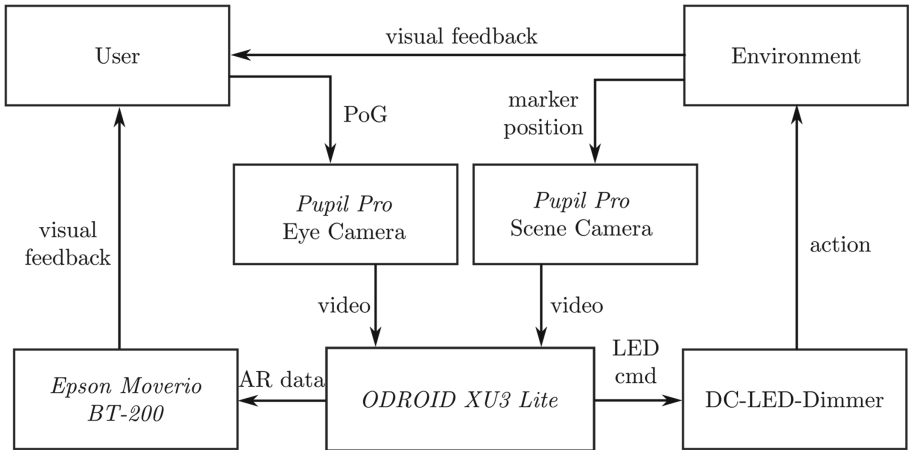 visual feedback
User
Environment
PoG
marker
position
Pupil Pro
Eye Camera
Pupil Pro
Scene Camera
visual
feedback
action
video
video
LED
cmd
AR data
Epson Moverio
BT-200
ODROID XU3 Lite
DC-LED-Dimmer